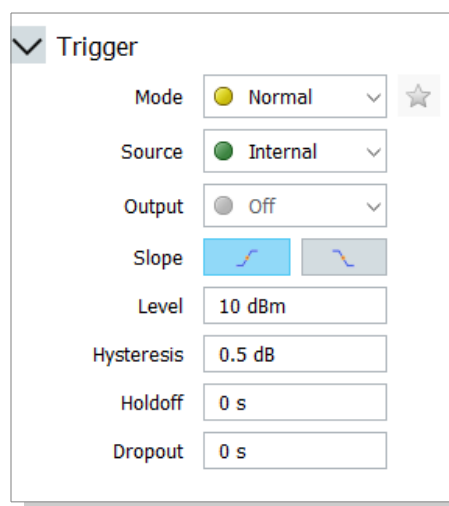 Trigger
Mode Normal
Source Internal
Output Off
Slope
Level 10 dBm
Hysteresis 0.5 dB
Holdoff 0 s
Dropout 0 s